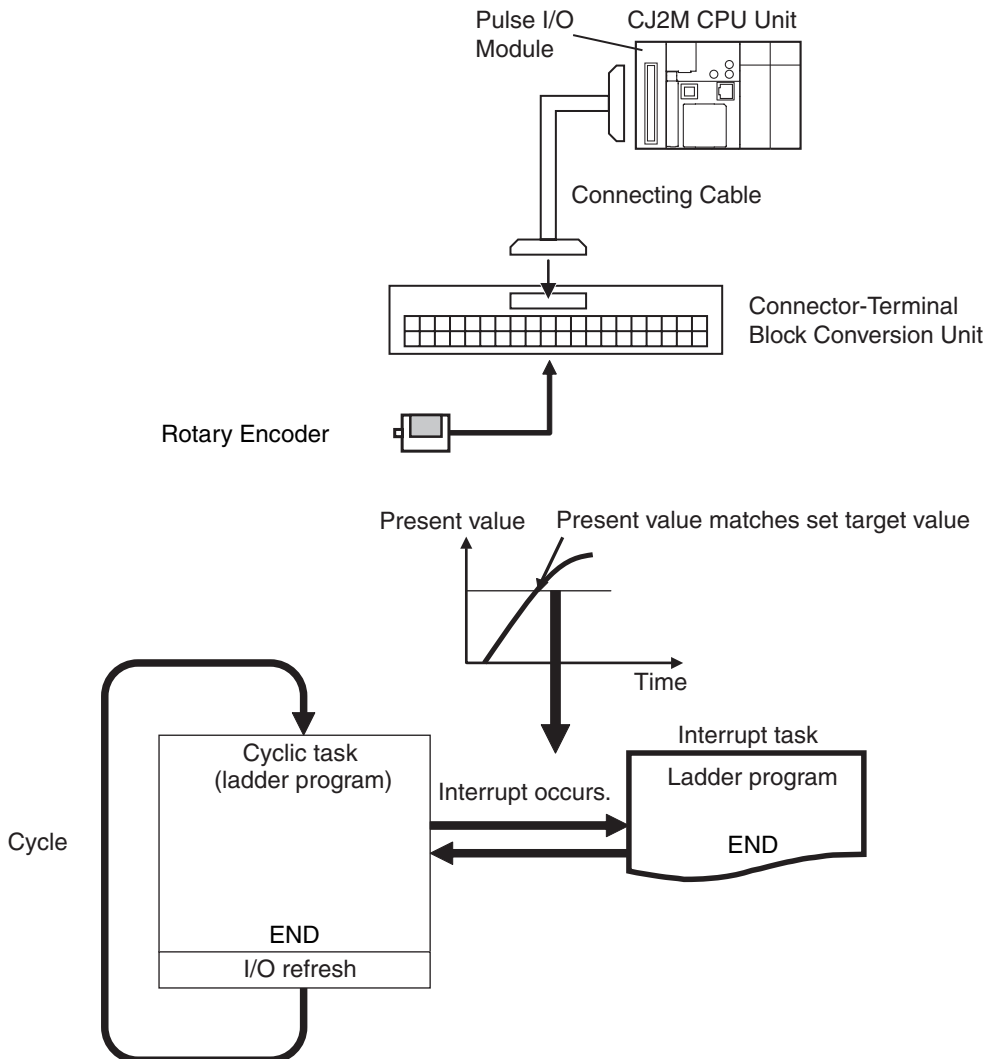 Pulse I/O
Module
CJ2M CPU Unit
Connecting Cable
Connector-Terminal
Block Conversion Unit
Rotary Encoder
Present value
Present value matches set target value
Time
Interrupt task
Cyclic task
(ladder program)
Ladder program
Interrupt occurs.
Cycle
END
END
I/O refresh